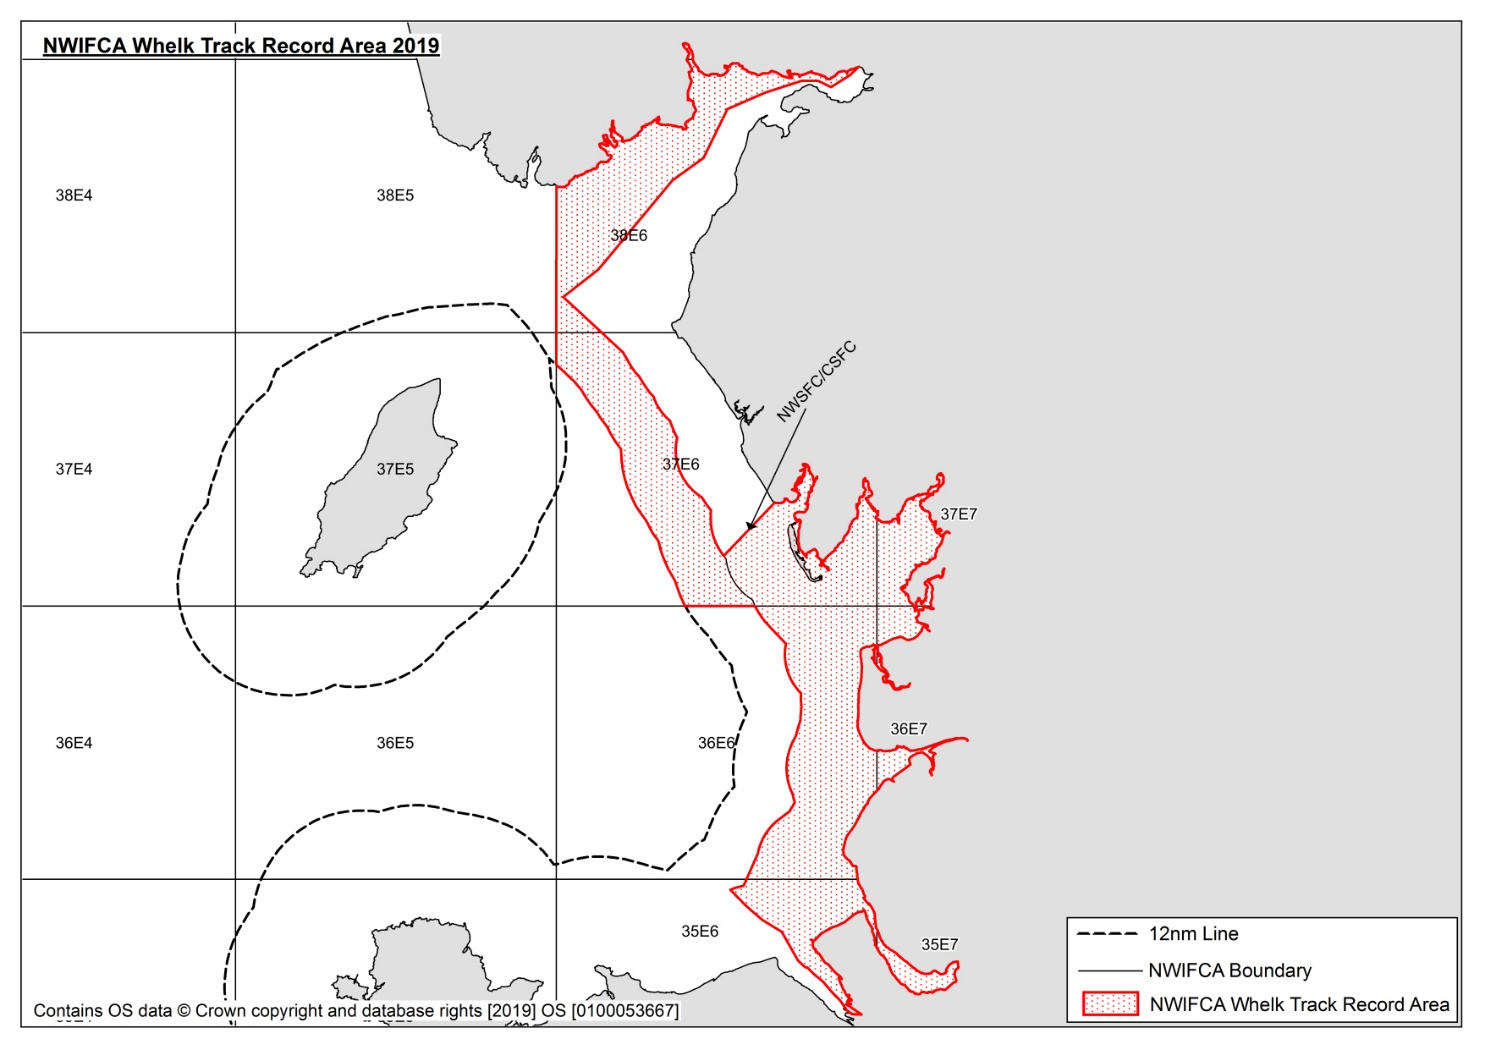 NWIFCA Whelk Track Record Area 2019
38E4
38E5
38E6
NWSFC/CSFC
37E4
37E5
37E6
37E7
36E4
36E5
36E6
36E7
35E6
35E7
12nm Line
NWIFCA Boundary
NWIFCA Whelk Track Record Area
Contains OS data © Crown copyright and database rights [2019] OS [0100053667]